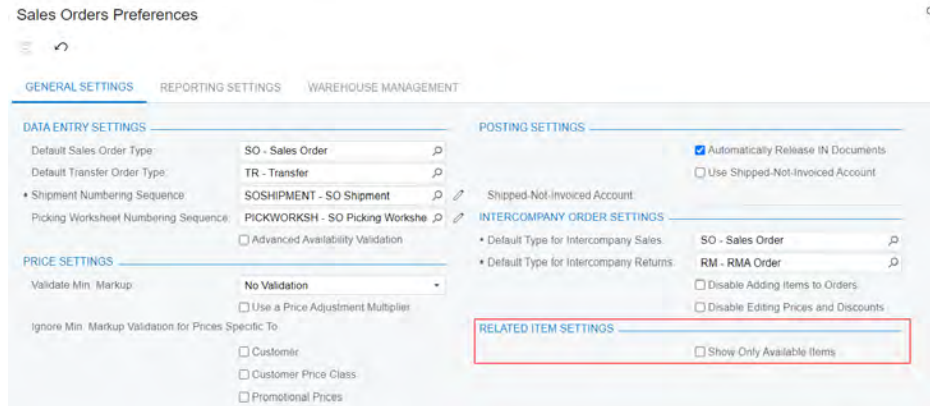 Sales Orders Preferences
GENERAL SETTINGS REPORTING SETTINGS WAREHOUSE MANAGEMENT
DATA ENTRY SETTINGS
Default Sales Order Type: SO - Sales Order
Default Transfer Order Type: TR - Transfer
• Shipment Numbering Sequence: SOSHIPMENT - SO Shipment
Picking Worksheet Numbering Sequence: PICKWORKSH - SO Picking Workshe
Advanced Availability Validation
PRICE SETTINGS
Validate Min. Markup: No Validation
Use a Price Adjustment Multiplier
Ignore Min. Markup Validation for Prices Specific To
Customer
Customer Price Class
Promotional Prices
POSTING SETTINGS
Automatically Release IN Documents
Use Shipped-Not-Invoiced Account
Shipped-Not-Invoiced Account:
INTERCOMPANY ORDER SETTINGS
• Default Type for Intercompany Sales: SO - Sales Order
• Default Type for Intercompany Returns: RM - RMA Order
Disable Adding Items to Orders
Disable Editing Prices and Discounts
RELATED ITEM SETTINGS
Show Only Available Items